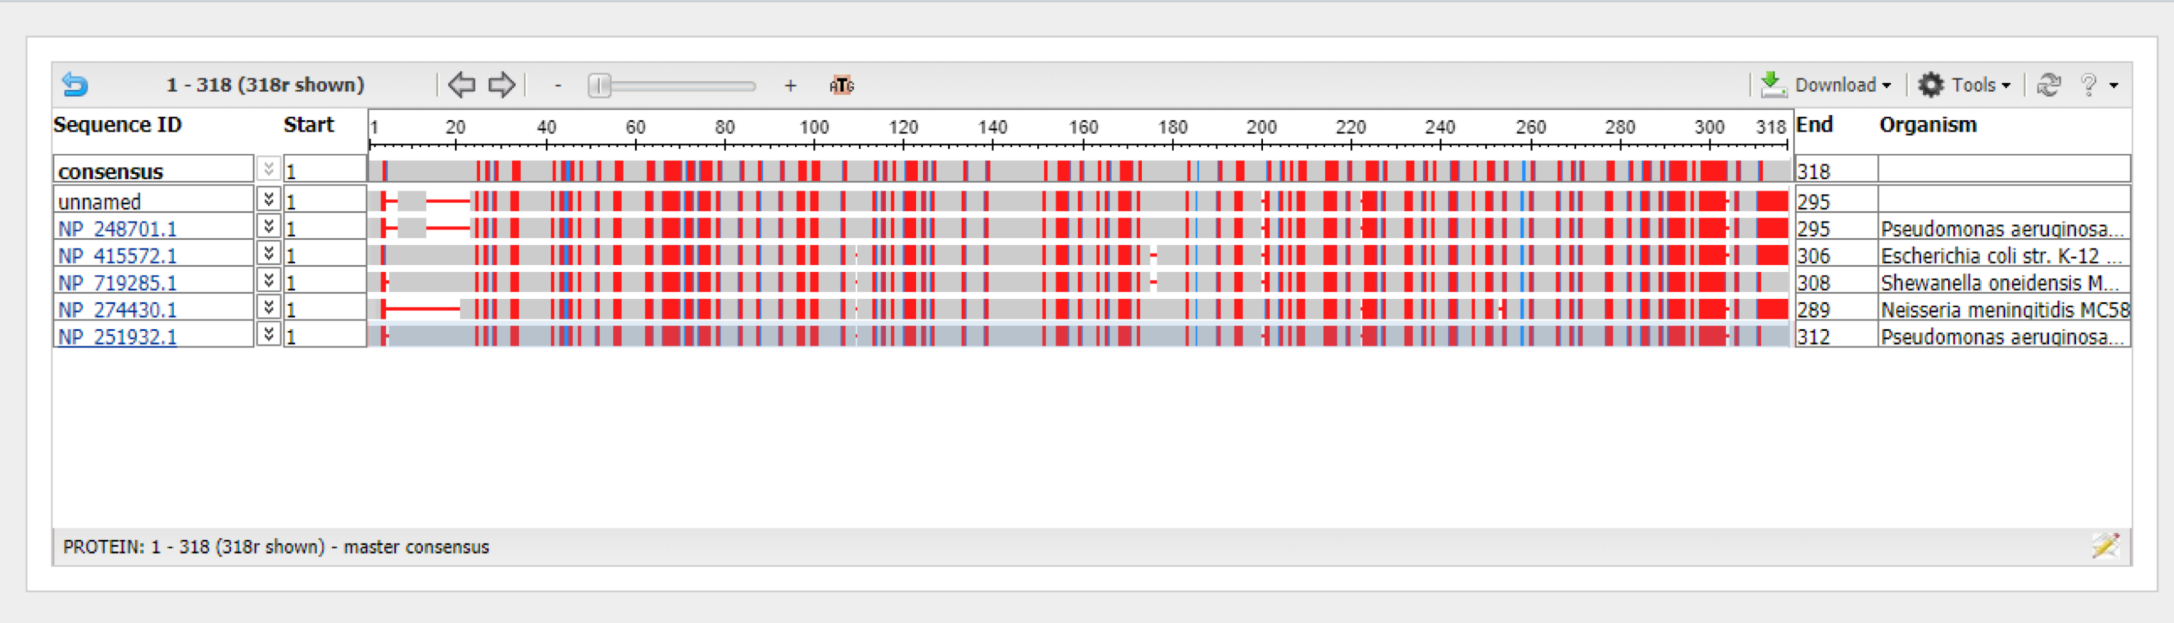 1 - 318 (318r shown) - + ATG Download Tools ?
Sequence ID Start 1 20 40 60 80 100 120 140 160 180 200 220 240 260 280 300 318 End Organism
consensus 1 318
unnamed 1 295
NP_248701.1 1 295 Pseudomonas aeruginosa...
NP_415572.1 1 306 Escherichia coli str. K-12 ...
NP_719285.1 1 308 Shewanella oneidensis M...
NP_274430.1 1 289 Neisseria meningitidis MC58
NP_251932.1 1 312 Pseudomonas aeruginosa...
PROTEIN: 1 - 318 (318r shown) - master consensus